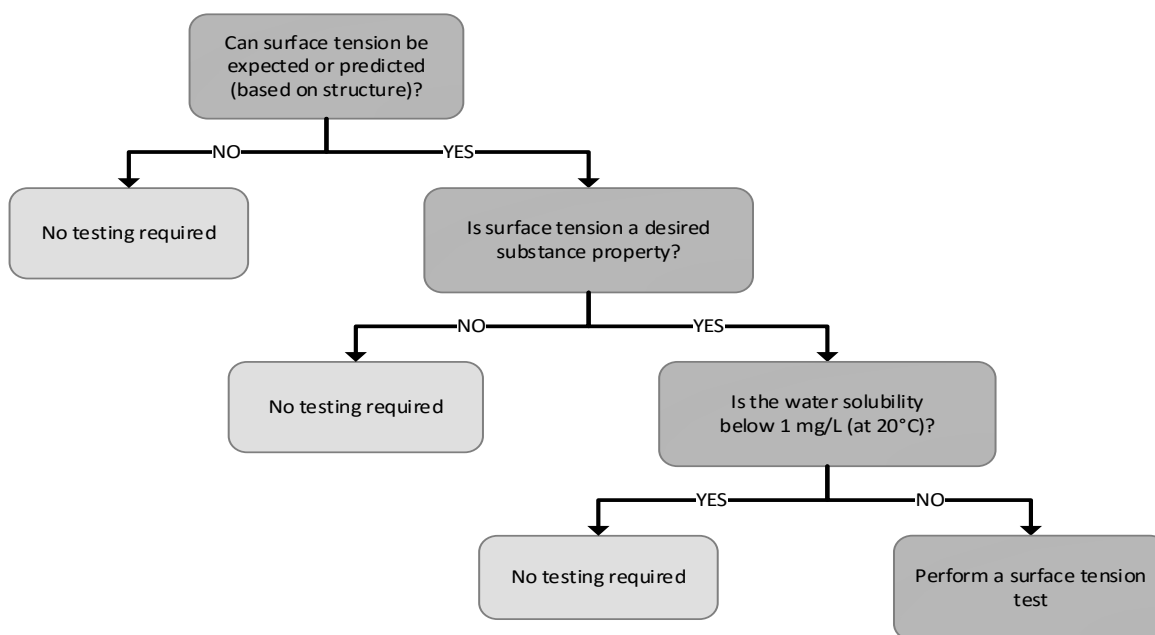 Can surface tension be
expected or predicted
(based on structure)?
NO
YES
No testing required
Is surface tension a desired
substance property?
NO
YES
No testing required
Is the water solubility
below 1 mg/L (at 20°C)?
YES
NO
No testing required
Perform a surface tension
test